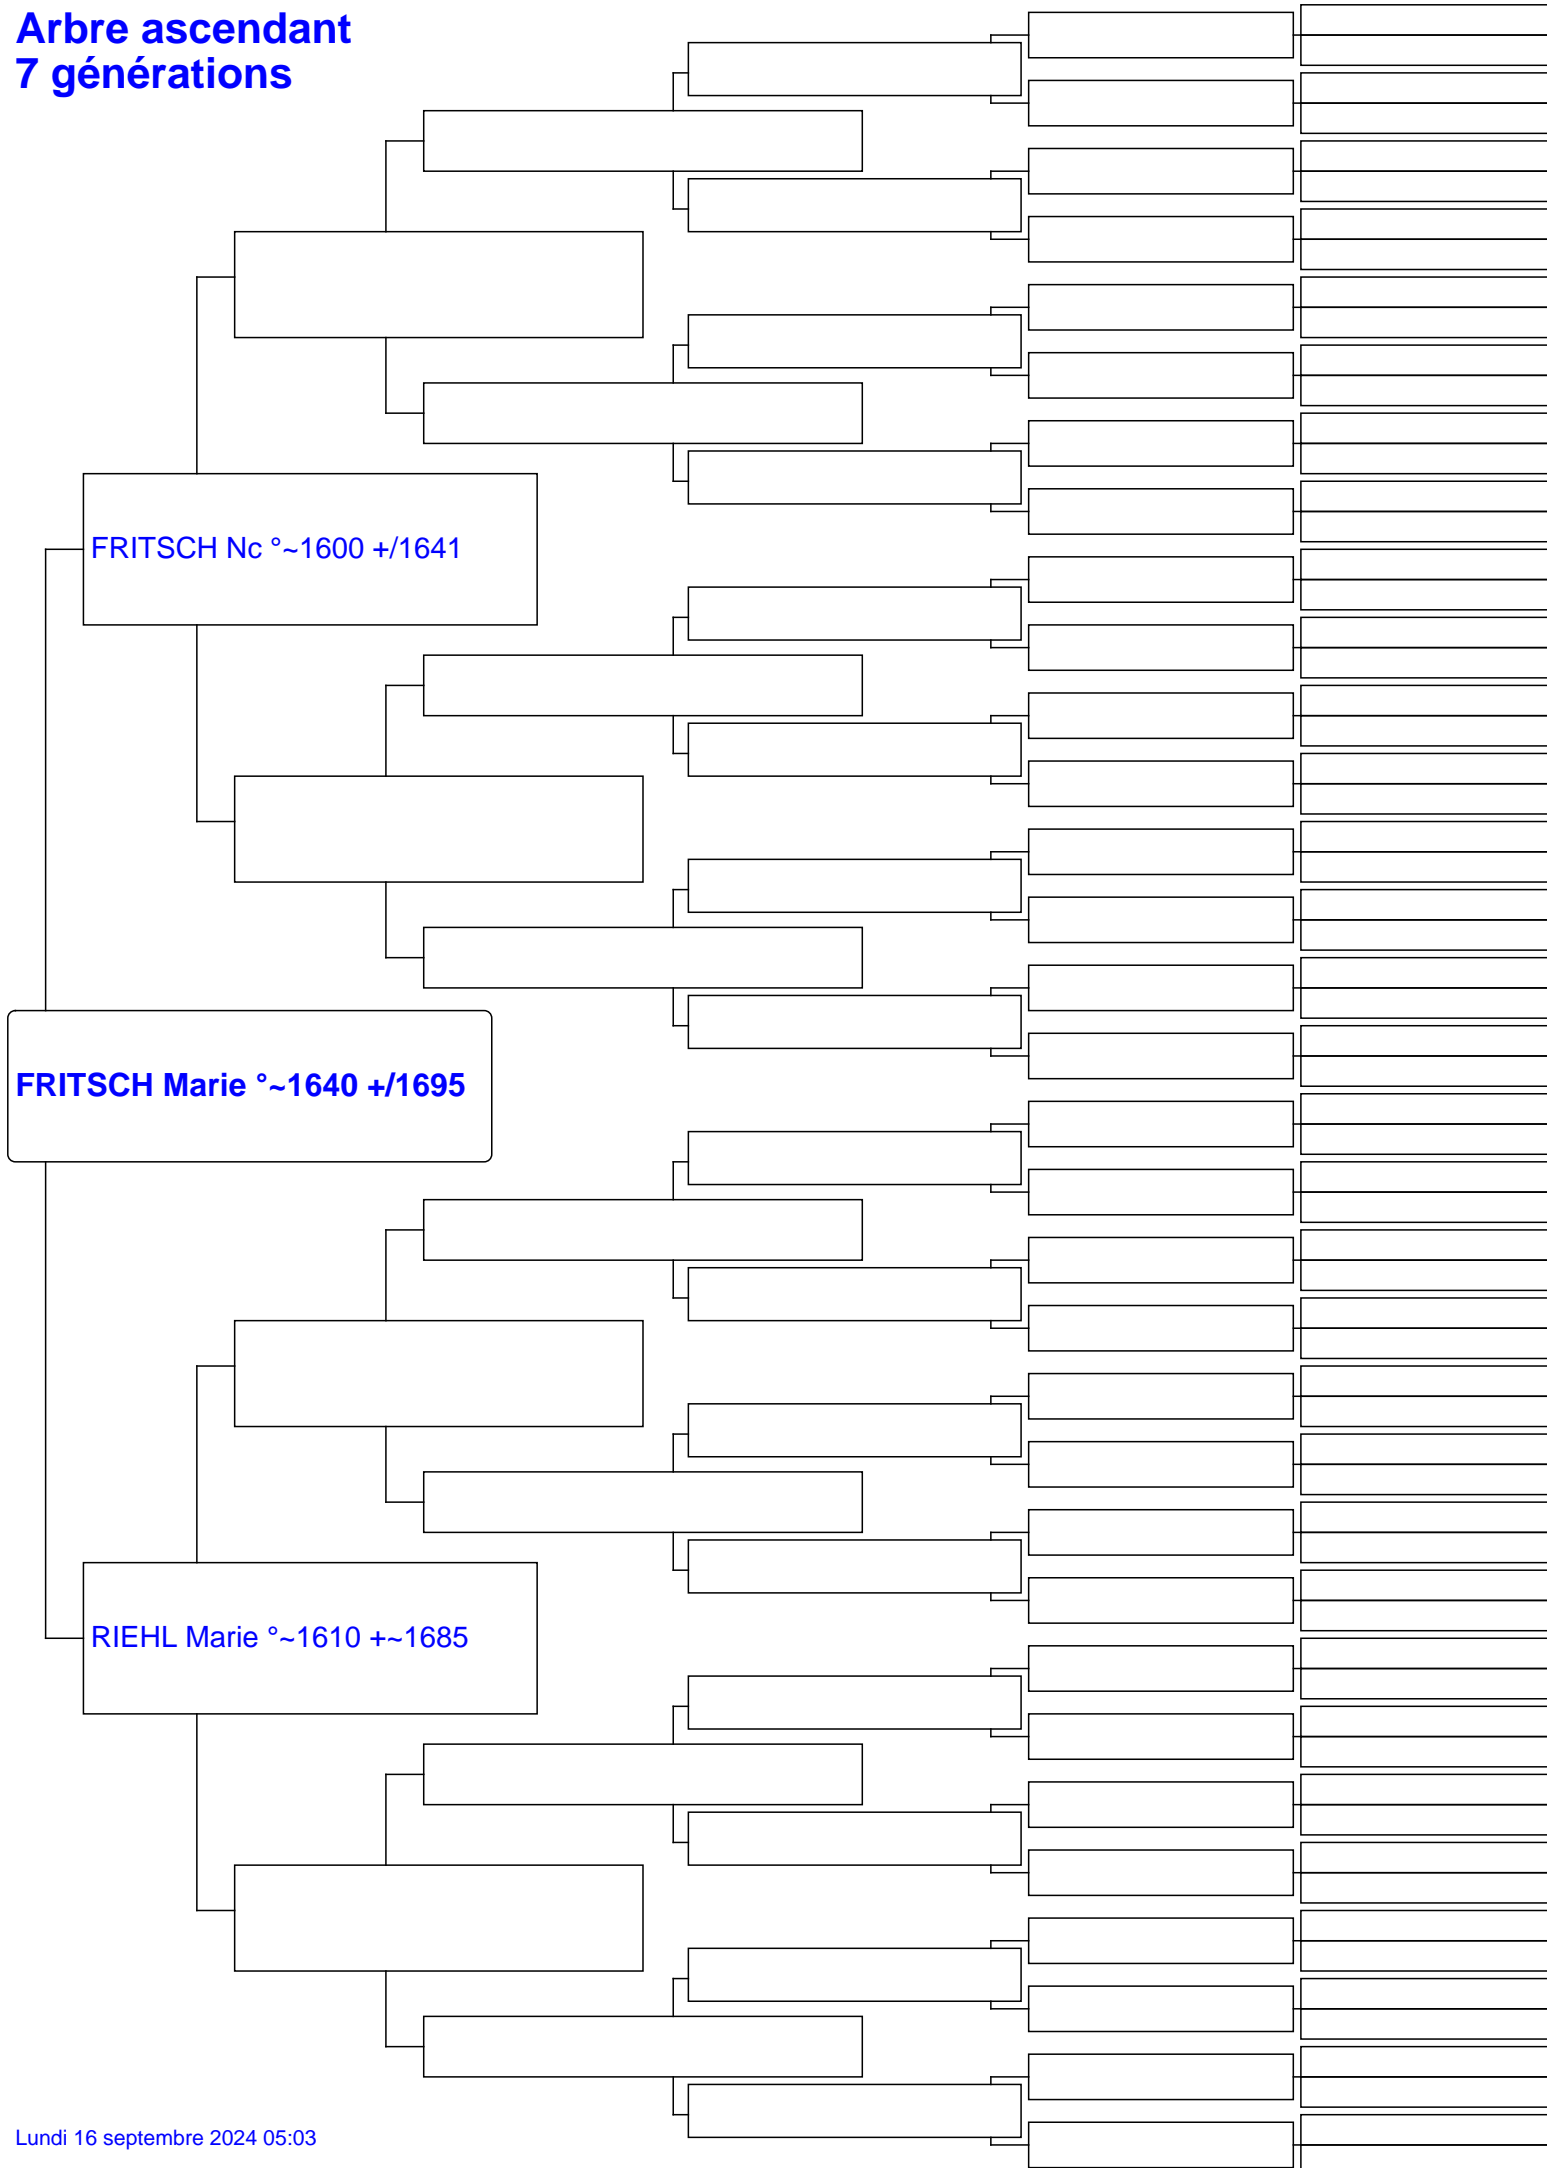 Arbre ascendant
7 générations
FRITSCH Nc °~1600 +/1641
FRITSCH Marie °~1640 +/1695
RIEHL Marie °~1610 +~1685
Lundi 16 septembre 2024 05:03